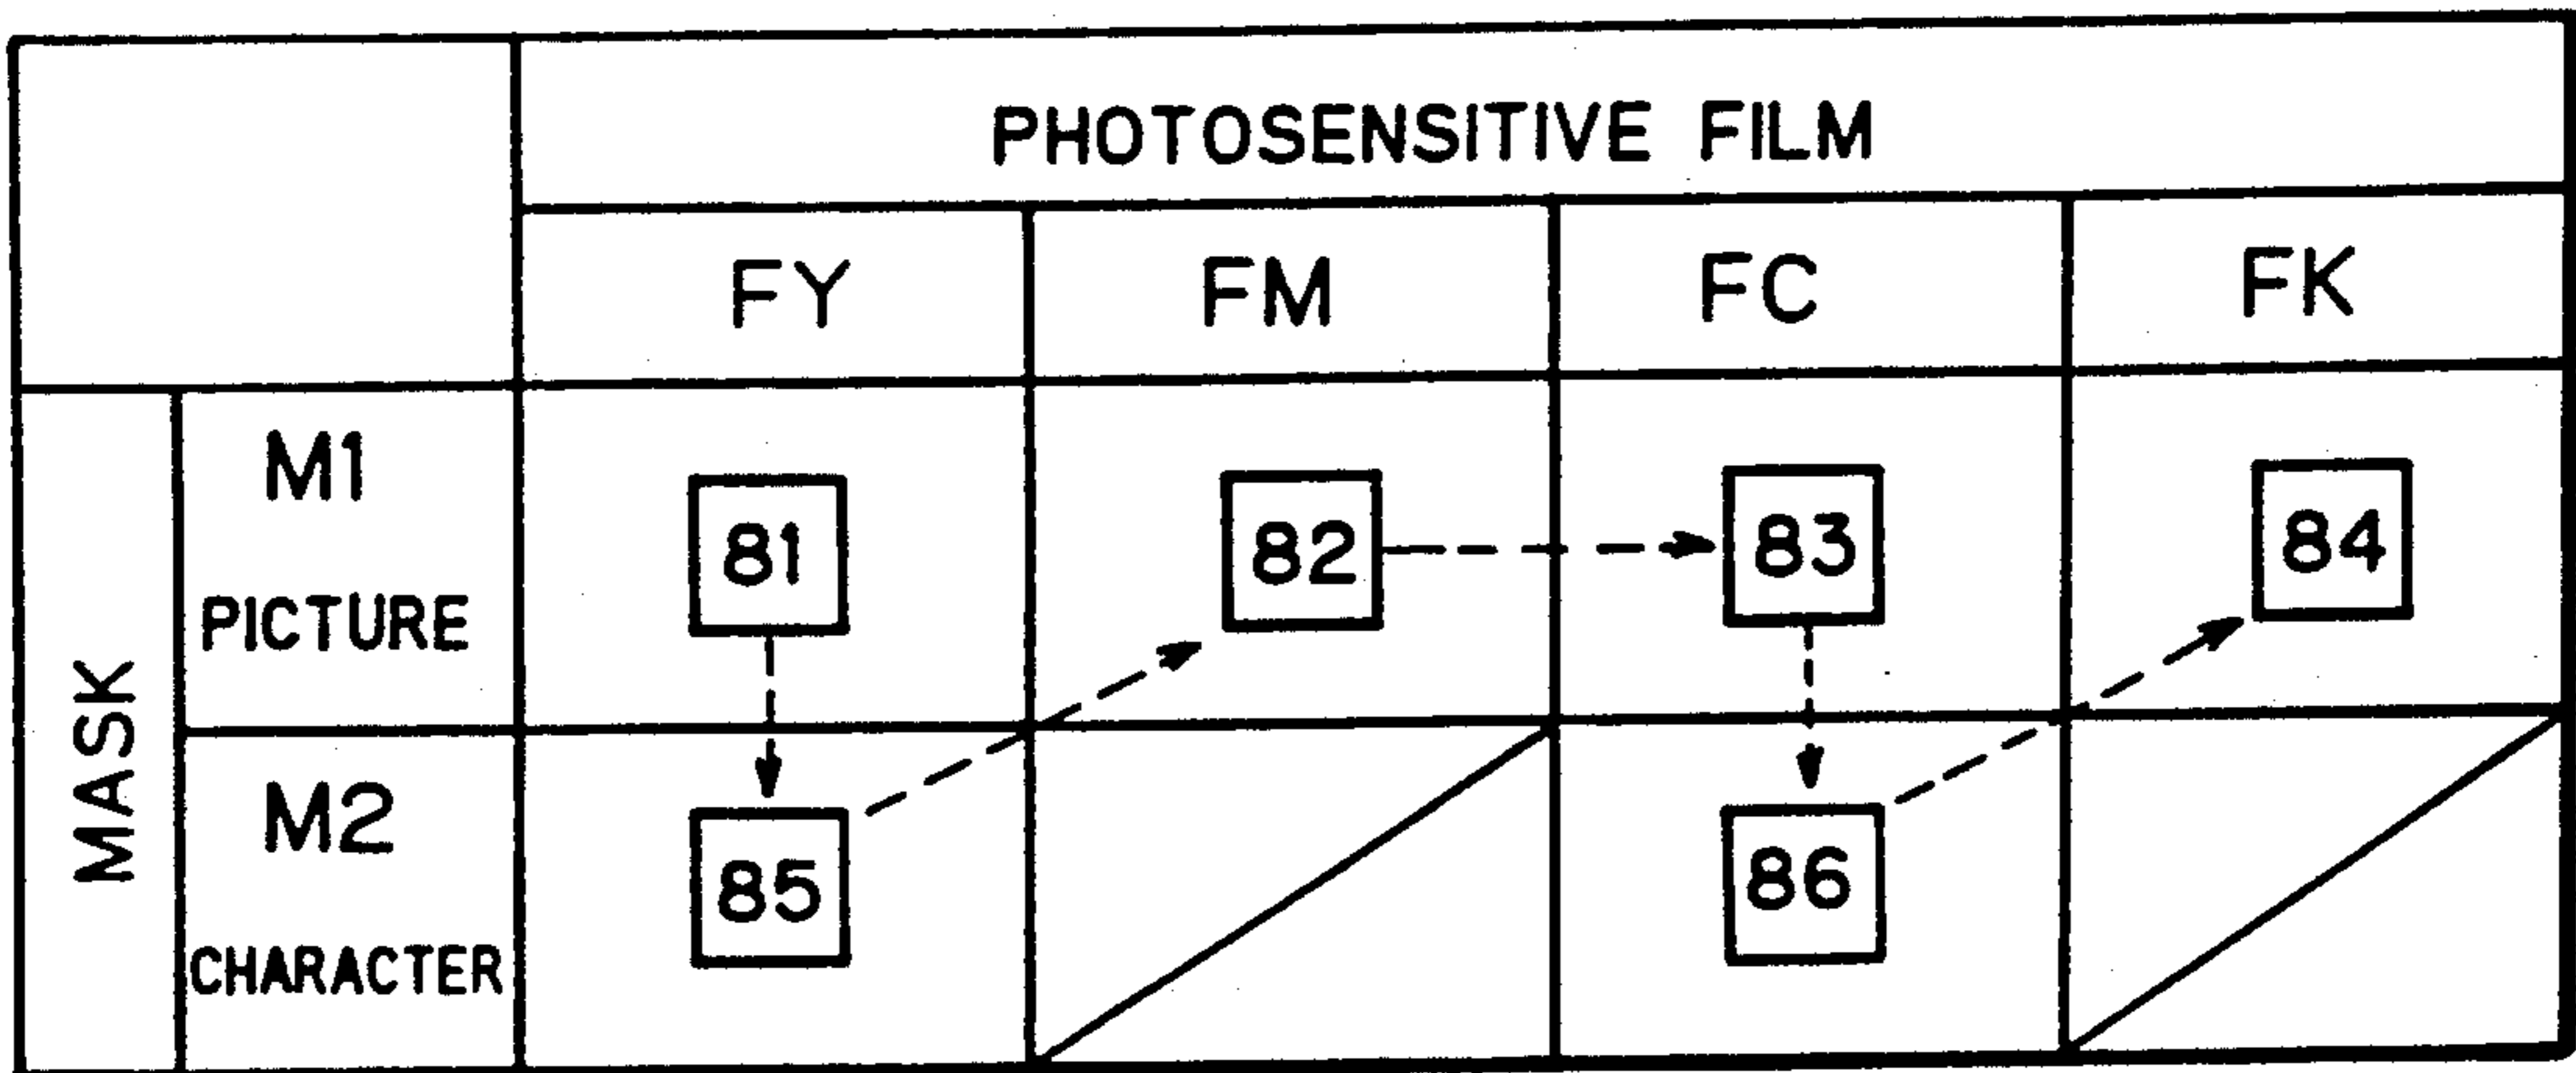 PHOTOSENSITIVE FILM
FY FM FC FK
MASK
M1
PICTURE
81 82 83 84
M2
CHARACTER
85 86